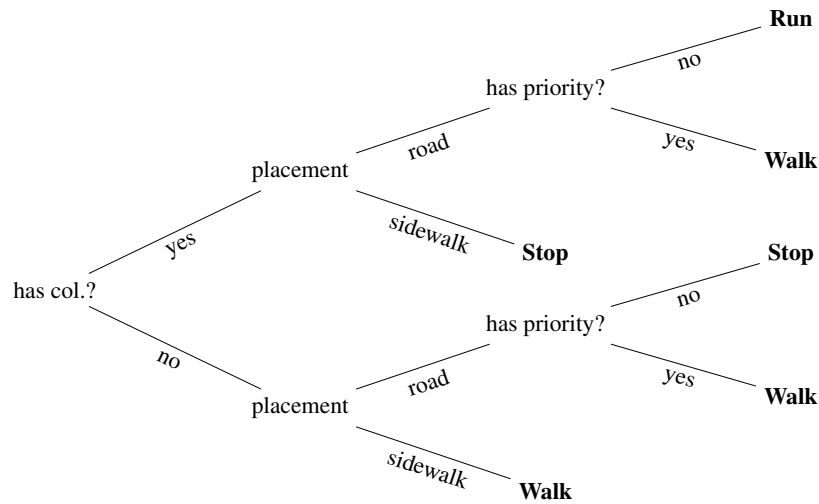 Run
no
has priority?
road
yes
placement
Walk
yes
sidewalk
Stop
Stop
has col.?
no
has priority?
no
road
yes
placement
Walk
sidewalk
Walk